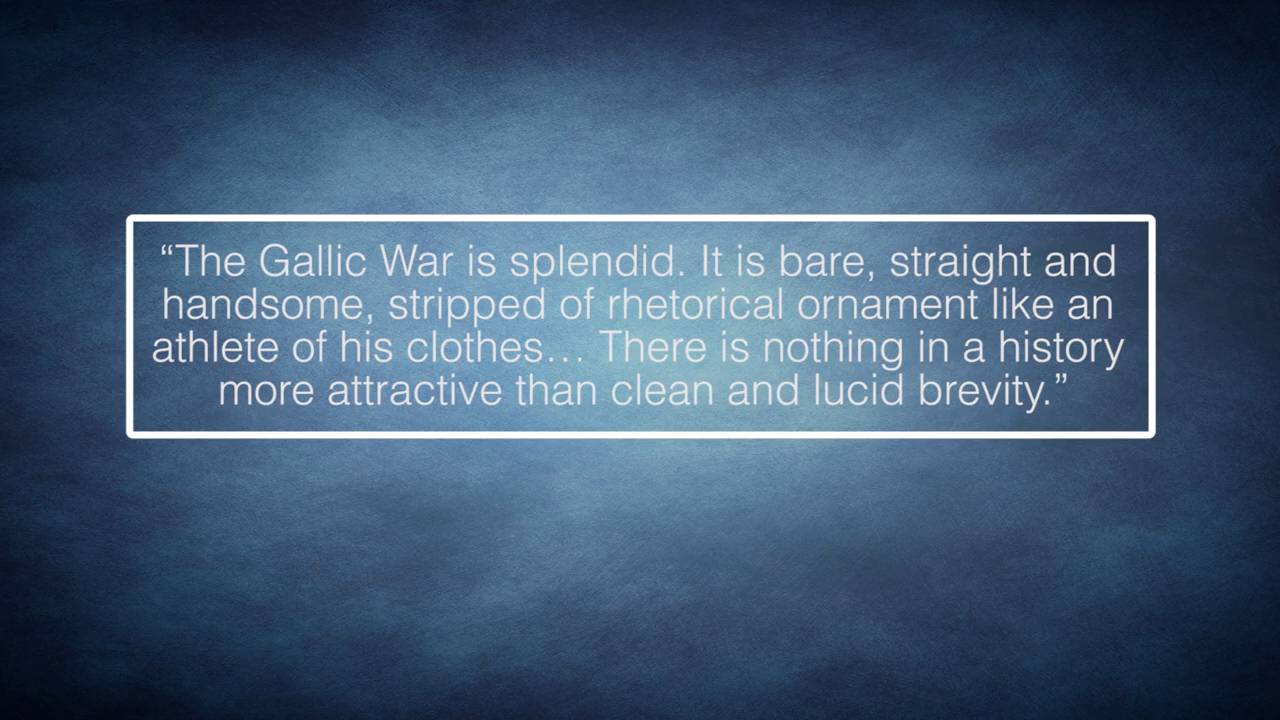 “The Gallic War is splendid. It is bare, straight and
handsome, stripped of rhetorical ornament like an
athlete of his clothes… There is nothing in a history
more attractive than clean and lucid brevity.”